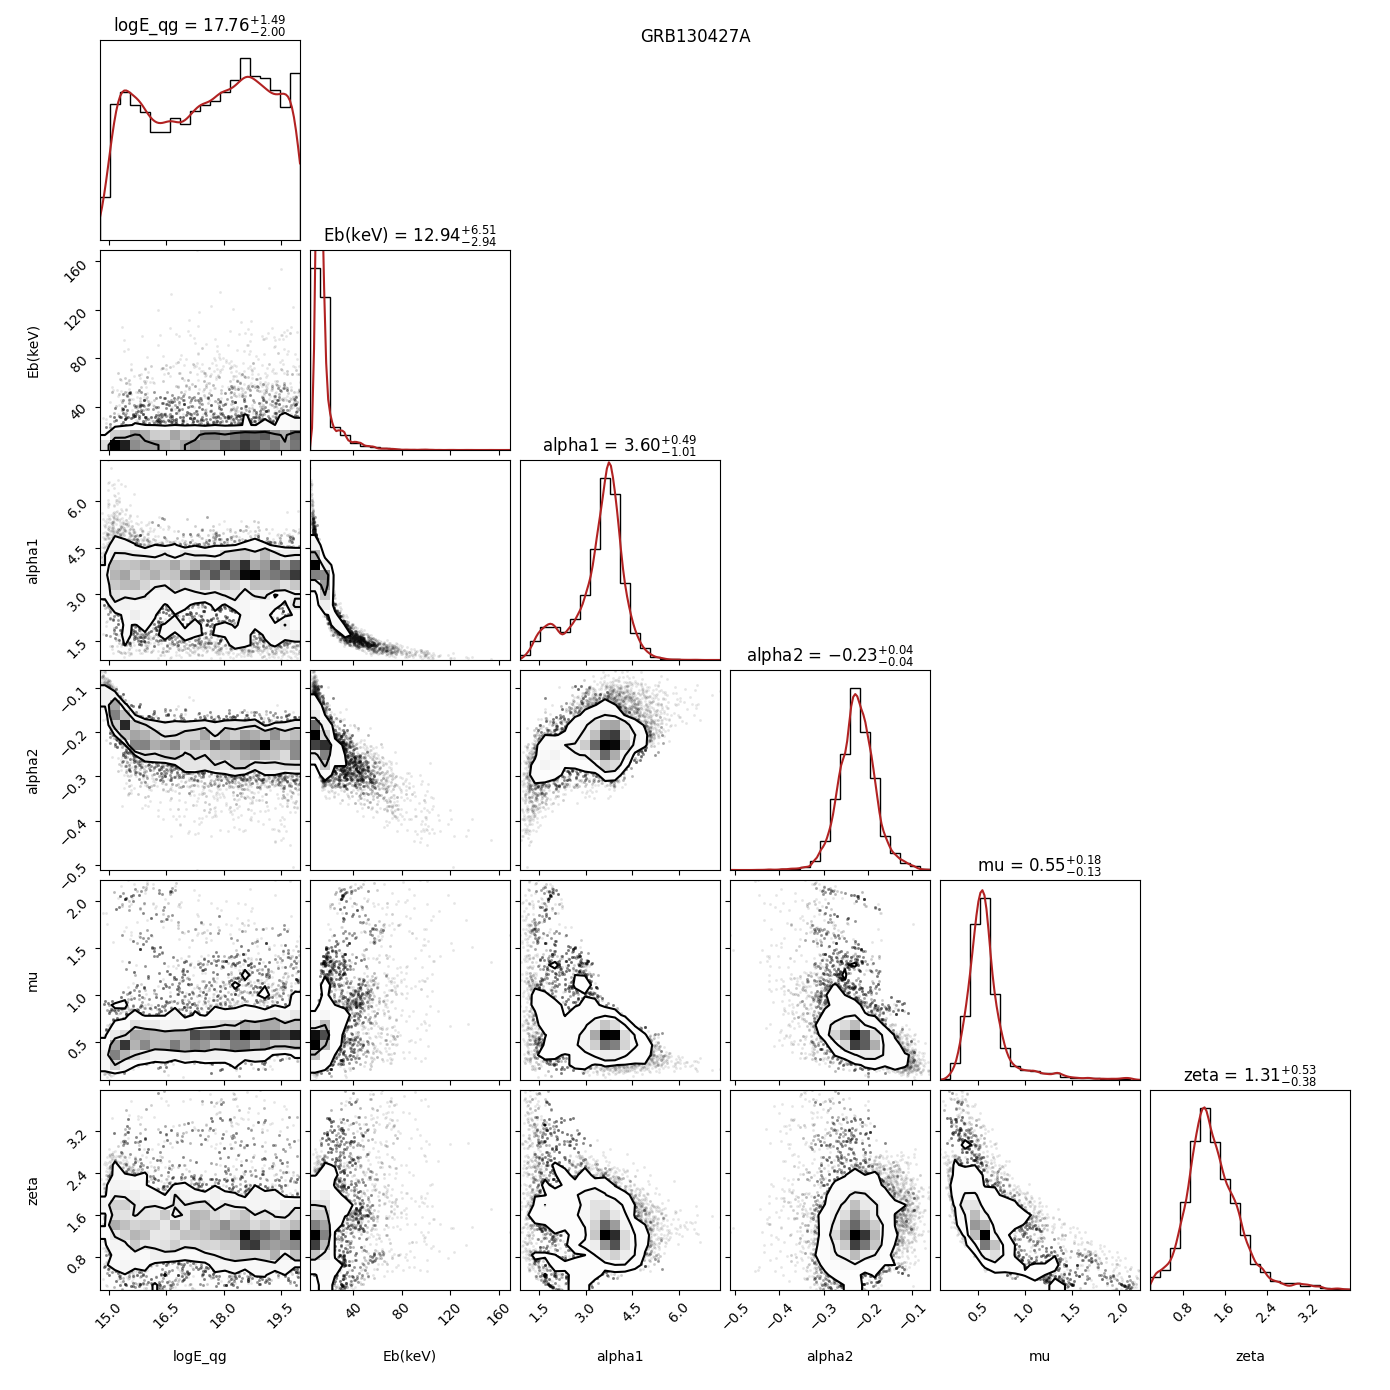 GRB130427A
logE_qg = 17.76^{+1.49}_{−2.00}
Eb(keV) = 12.94^{+6.51}_{−2.94}
160
120
80
40
Eb(keV)
alpha1 = 3.60^{+0.49}_{−1.01}
6.0
4.5
3.0
1.5
alpha1
alpha2 = −0.23^{+0.04}_{−0.04}
−0.1
−0.2
−0.3
−0.4
−0.5
alpha2
mu = 0.55^{+0.18}_{−0.13}
2.0
1.5
1.0
0.5
mu
zeta = 1.31^{+0.53}_{−0.38}
3.2
2.4
1.6
0.8
zeta
15.0 16.5 18.0 19.5
40 80 120 160
1.5 3.0 4.5 6.0
−0.5 −0.4 −0.3 −0.2 −0.1
0.5 1.0 1.5 2.0
0.8 1.6 2.4 3.2
logE_qg Eb(keV) alpha1 alpha2 mu zeta